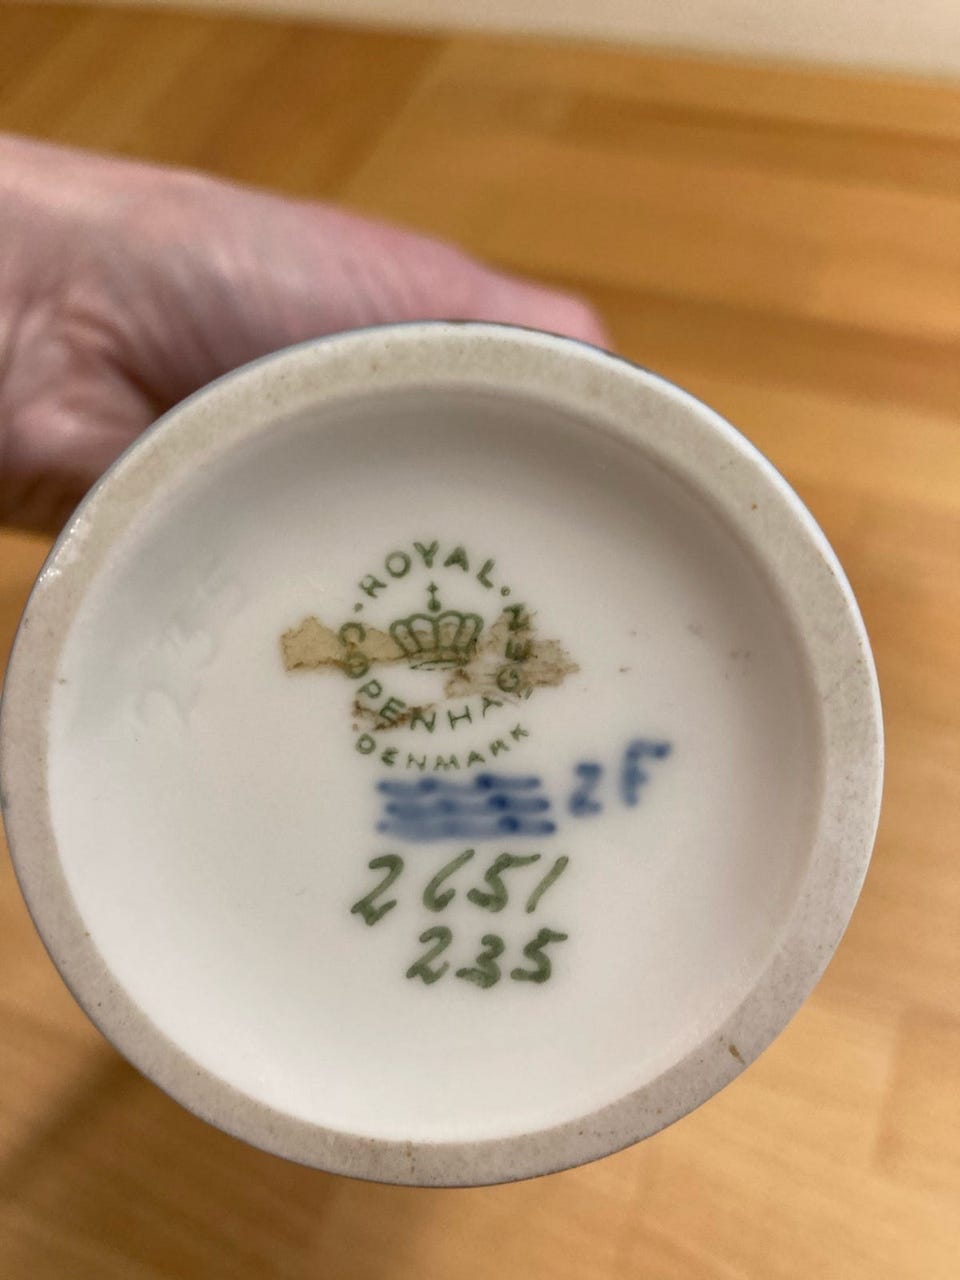 ROYAL
COPENHAGEN
DENMARK
2F
2651
235